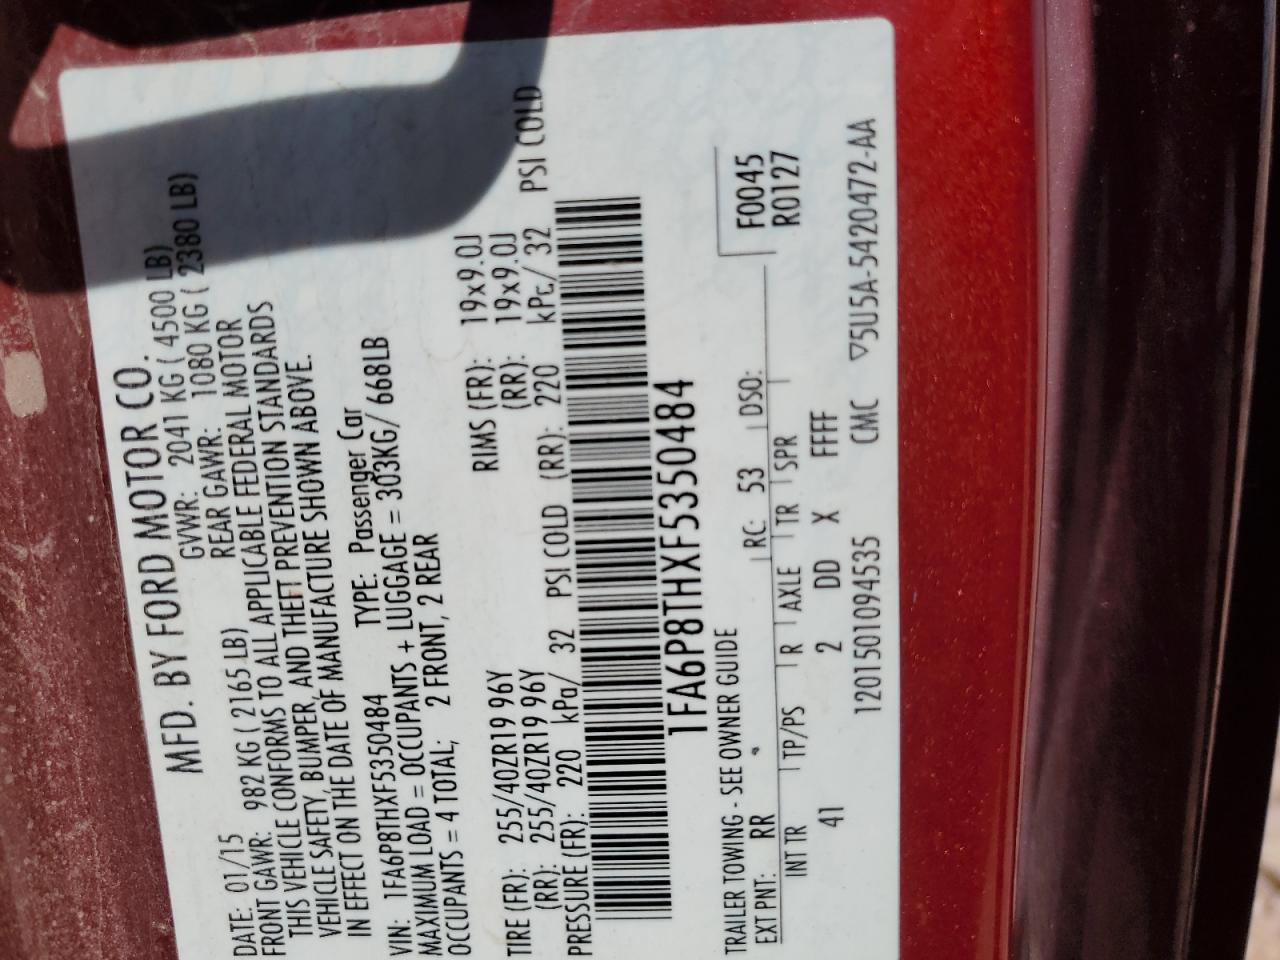 MFD. BY FORD MOTOR CO.
DATE: 01/15 GVWR: 2041 KG ( 4500 LB)
FRONT GAWR: 982 KG ( 2165 LB) REAR GAWR: 1080 KG ( 2380 LB)
THIS VEHICLE CONFORMS TO ALL APPLICABLE FEDERAL MOTOR
VEHICLE SAFETY, BUMPER, AND THEFT PREVENTION STANDARDS
IN EFFECT ON THE DATE OF MANUFACTURE SHOWN ABOVE.
VIN: 1FA6P8THXF5350484 TYPE: Passenger Car
MAXIMUM LOAD = OCCUPANTS + LUGGAGE = 303KG/ 668LB
OCCUPANTS = 4 TOTAL; 2 FRONT, 2 REAR
TIRE (FR): 255/40ZR19 96Y RIMS (FR): 19x9.0J
(RR): 255/40ZR19 96Y (RR): 19x9.0J
PRESSURE (FR): 220 kPa/ 32 PSI COLD (RR): 220 kPa/ 32 PSI COLD
1FA6P8THXF5350484
TRAILER TOWING - SEE OWNER GUIDE F0045
R0127
EXT PNT: RR RC: 53 DSO:
INT TR TP/PS R AXLE TR SPR
41 2 DD X FFFF
120150109453​5 CMC ▽5U5A-5420472-AA